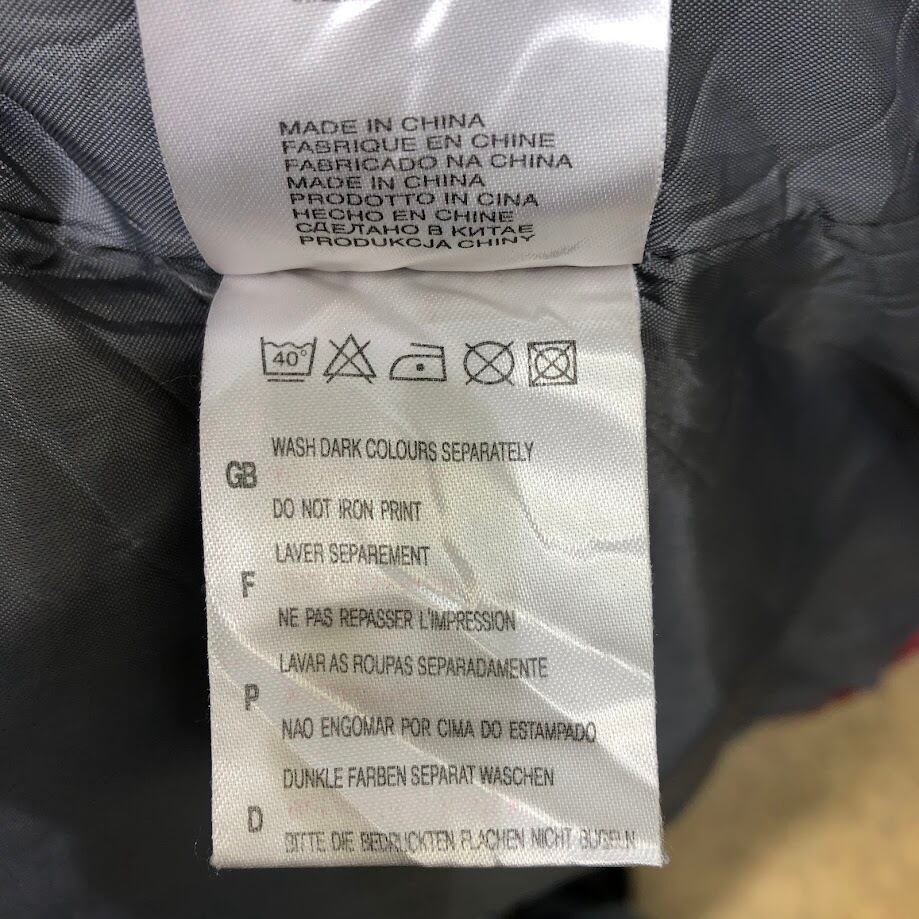 MADE IN CHINA
FABRIQUE EN CHINE
FABRICADO NA CHINA
MADE IN CHINA
PRODOTTO IN CINA
HECHO EN CHINE
СДЕЛАНО В КИТАЕ
PRODUKCJA CHINY
40°
WASH DARK COLOURS SEPARATELY
GB
DO NOT IRON PRINT
LAVER SEPAREMENT
F
NE PAS REPASSER L'IMPRESSION
LAVAR AS ROUPAS SEPARADAMENTE
P
NAO ENGOMAR POR CIMA DO ESTAMPADO
DUNKLE FARBEN SEPARAT WASCHEN
D
BITTE DIE BEDRUCKTEN FLACHEN NICHT BUGELN